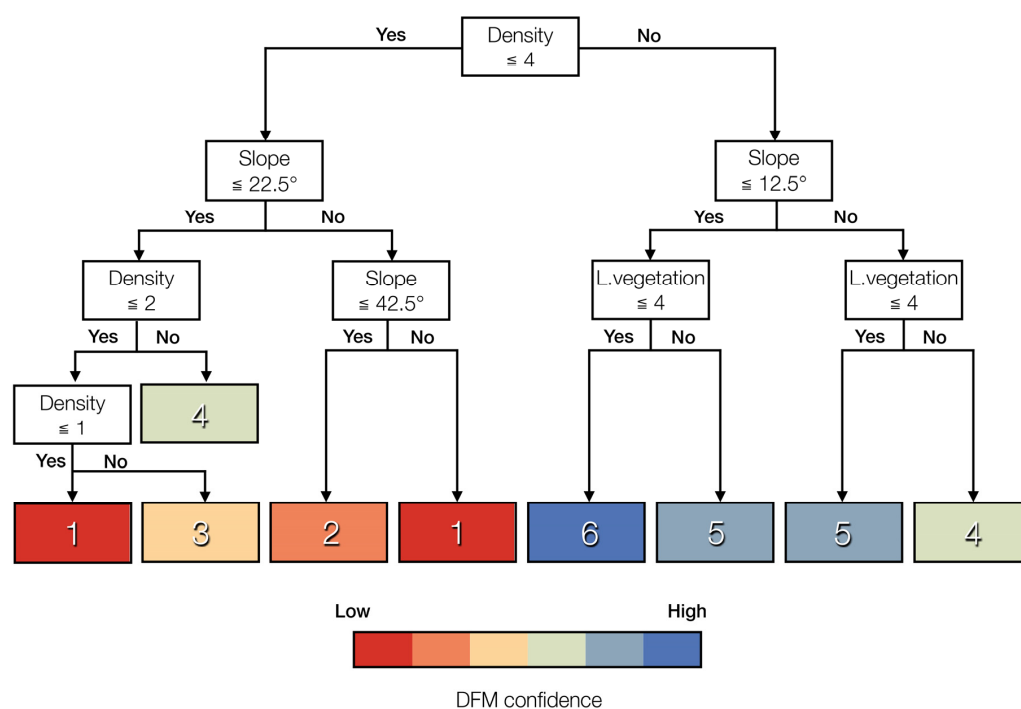 Yes
Density
≦ 4
No
Slope
≦ 22.5°
Slope
≦ 12.5°
Yes
No
Yes
No
Density
≦ 2
Slope
≦ 42.5°
L.vegetation
≦ 4
L.vegetation
≦ 4
Yes
No
Yes
No
Yes
No
Yes
No
Density
≦ 1
4
Yes
No
1
3
2
1
6
5
5
4
Low
High
DFM confidence